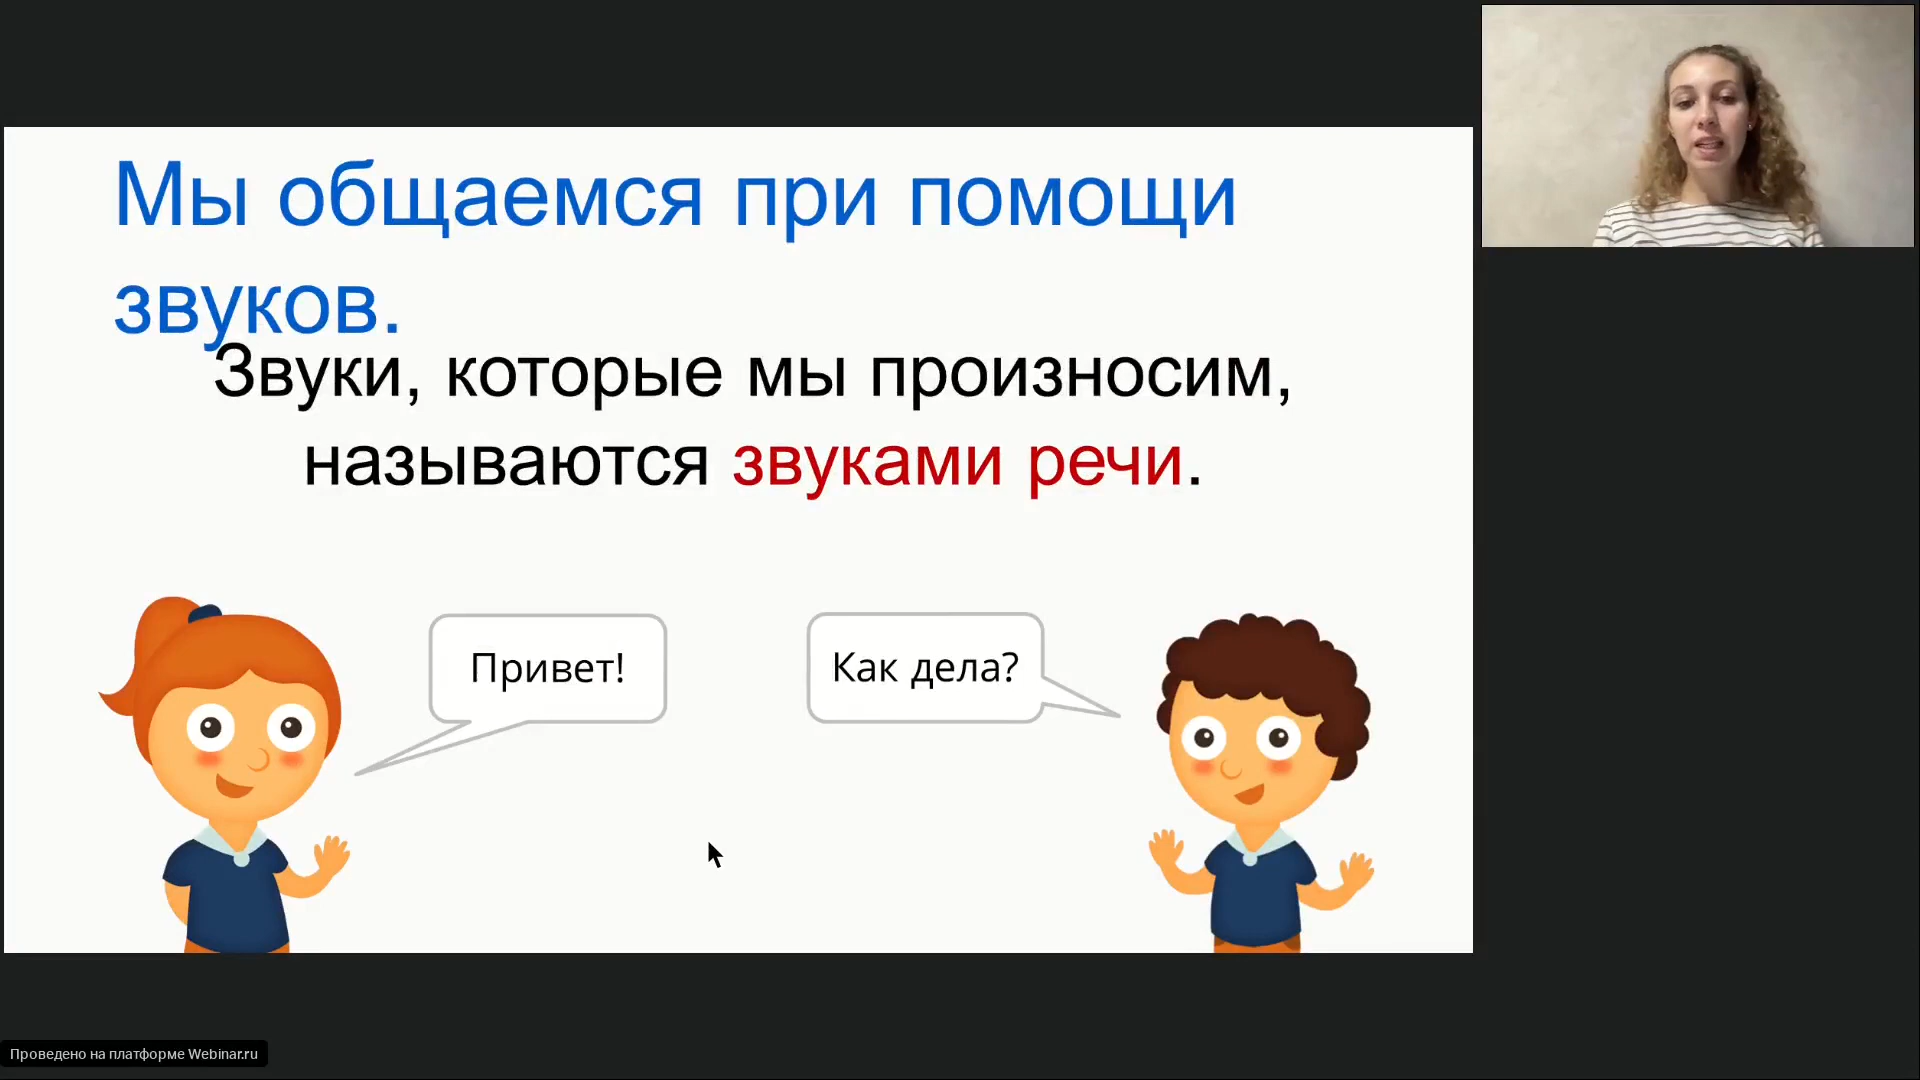 Мы общаемся при помощи
звуков.
Звуки, которые мы произносим,
называются звуками речи.
Привет!
Как дела?
Проведено на платформе Webinar.ru